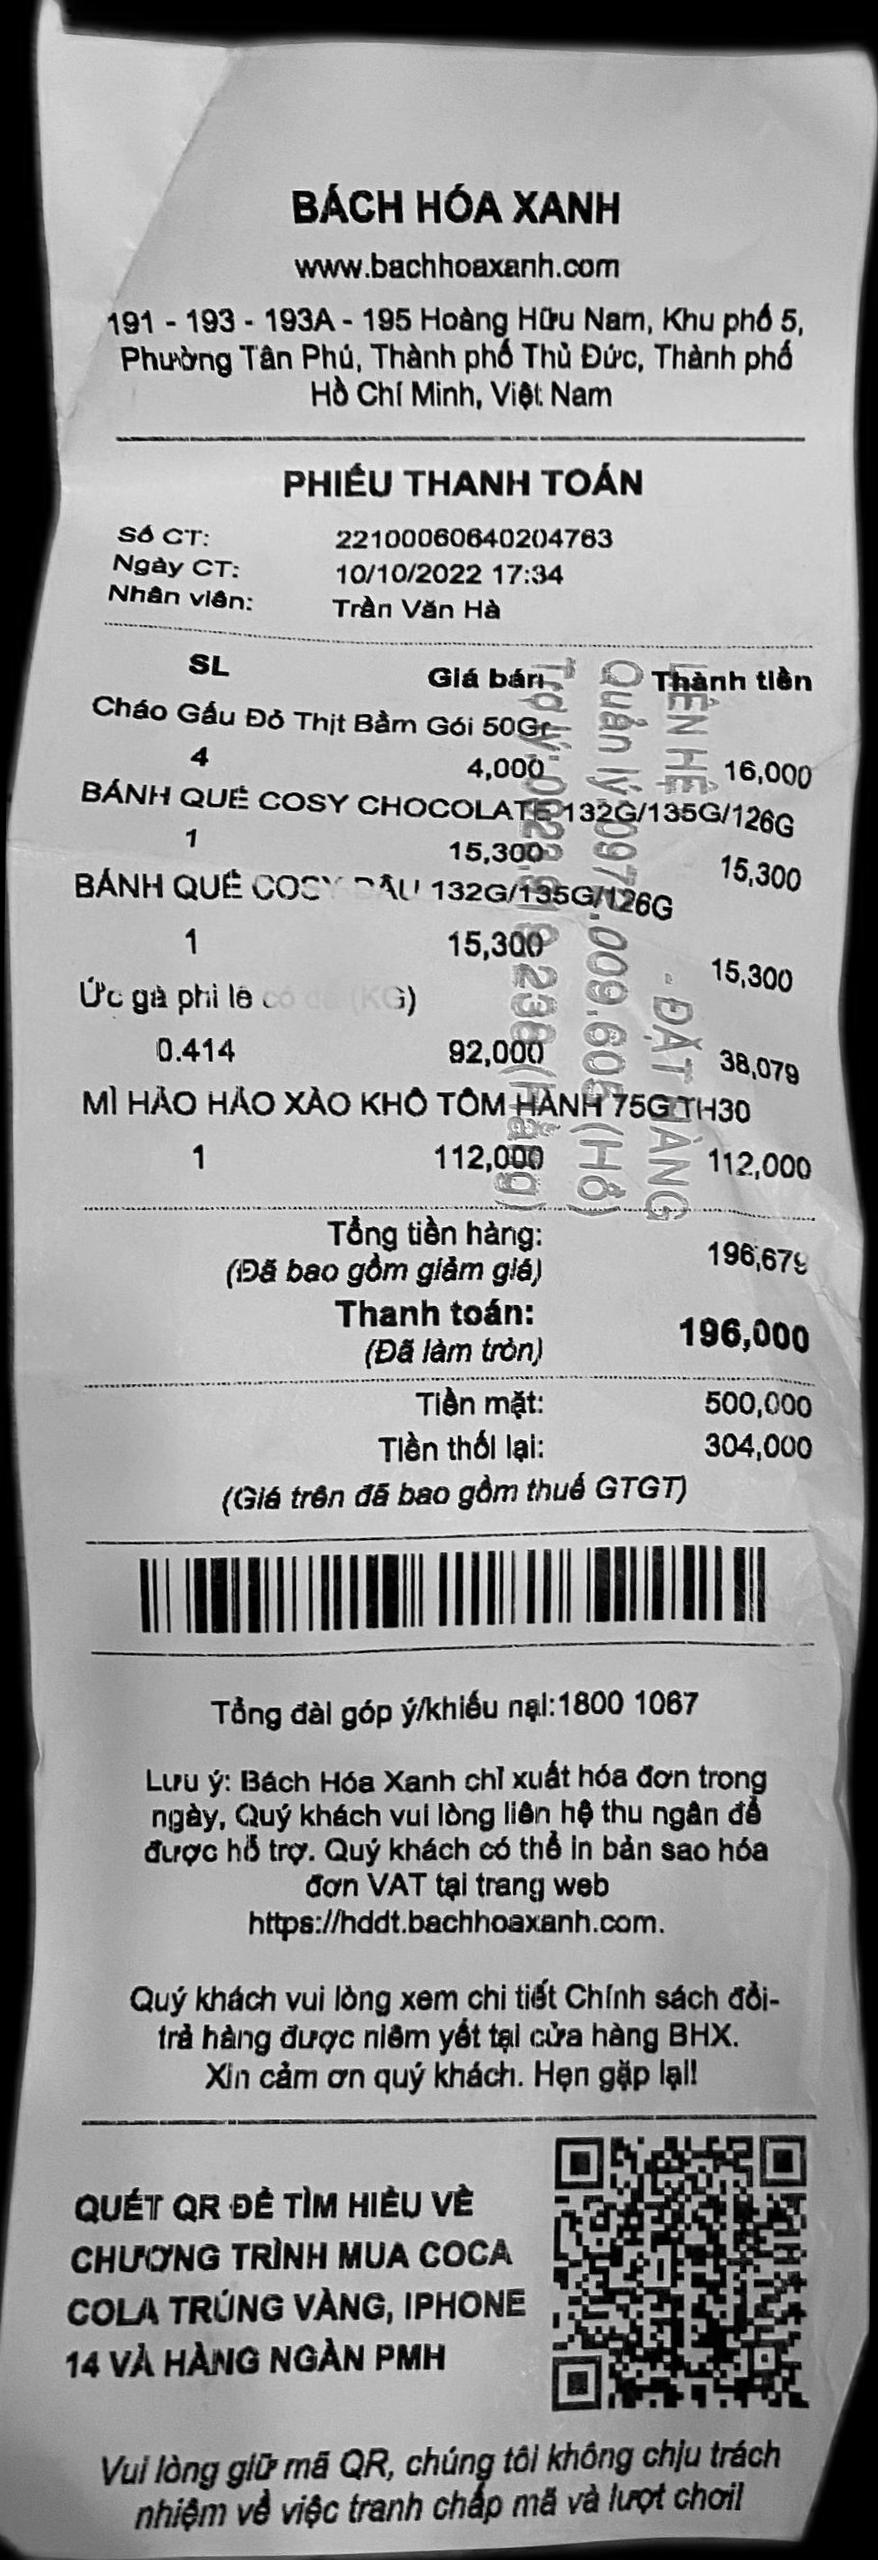 BÁCH HÓA XANH
www.bachhoaxanh.com
191 - 193 - 193A - 195 Hoàng Hữu Nam, Khu phố 5,
Phường Tân Phú, Thành phố Thủ Đức, Thành phố
Hồ Chí Minh, Việt Nam
PHIẾU THANH TOÁN
Số CT: 22100060640204763
Ngày CT: 10/10/2022 17:34
Nhân viên: Trần Văn Hà
SL Giá bán Thành tiền
Cháo Gấu Đỏ Thịt Bằm Gói 50Gr
4 4,000 16,000
BÁNH QUẾ COSY CHOCOLATE 132G/135G/126G
1 15,300 15,300
BÁNH QUẾ COSY DÂU 132G/135G/126G
1 15,300 15,300
Ức gà phi lê có da (KG)
0.414 92,000 38,079
MÌ HẢO HẢO XÀO KHÔ TÔM HÀNH 75G TH30
1 112,000 112,000
LIÊN HỆ - ĐẶT HÀNG
Quản lý: (Hồ)
Trợ lý: (Hằng)
Tổng tiền hàng: 196,679
(Đã bao gồm giảm giá)
Thanh toán: 196,000
(Đã làm tròn)
Tiền mặt: 500,000
Tiền thối lại: 304,000
(Giá trên đã bao gồm thuế GTGT)
Tổng đài góp ý/khiếu nại:1800 1067
Lưu ý: Bách Hóa Xanh chỉ xuất hóa đơn trong
ngày, Quý khách vui lòng liên hệ thu ngân để
được hỗ trợ. Quý khách có thể in bản sao hóa
đơn VAT tại trang web
https://hddt.bachhoaxanh.com.
Quý khách vui lòng xem chi tiết Chính sách đổi-
trả hàng được niêm yết tại cửa hàng BHX.
Xin cảm ơn quý khách. Hẹn gặp lại!
QUÉT QR ĐỂ TÌM HIỂU VỀ
CHƯƠNG TRÌNH MUA COCA
COLA TRÚNG VÀNG, IPHONE
14 VÀ HÀNG NGÀN PMH
Vui lòng giữ mã QR, chúng tôi không chịu trách
nhiệm về việc tranh chấp mã và lượt chơi!